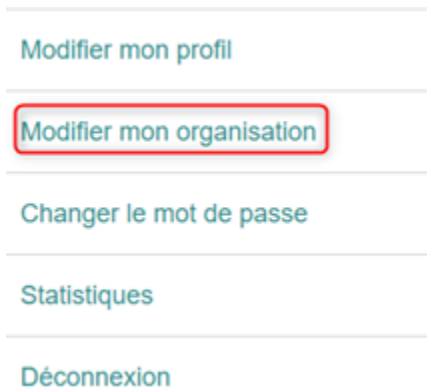 Modifier mon profil
Modifier mon organisation
Changer le mot de passe
Statistiques
Déconnexion